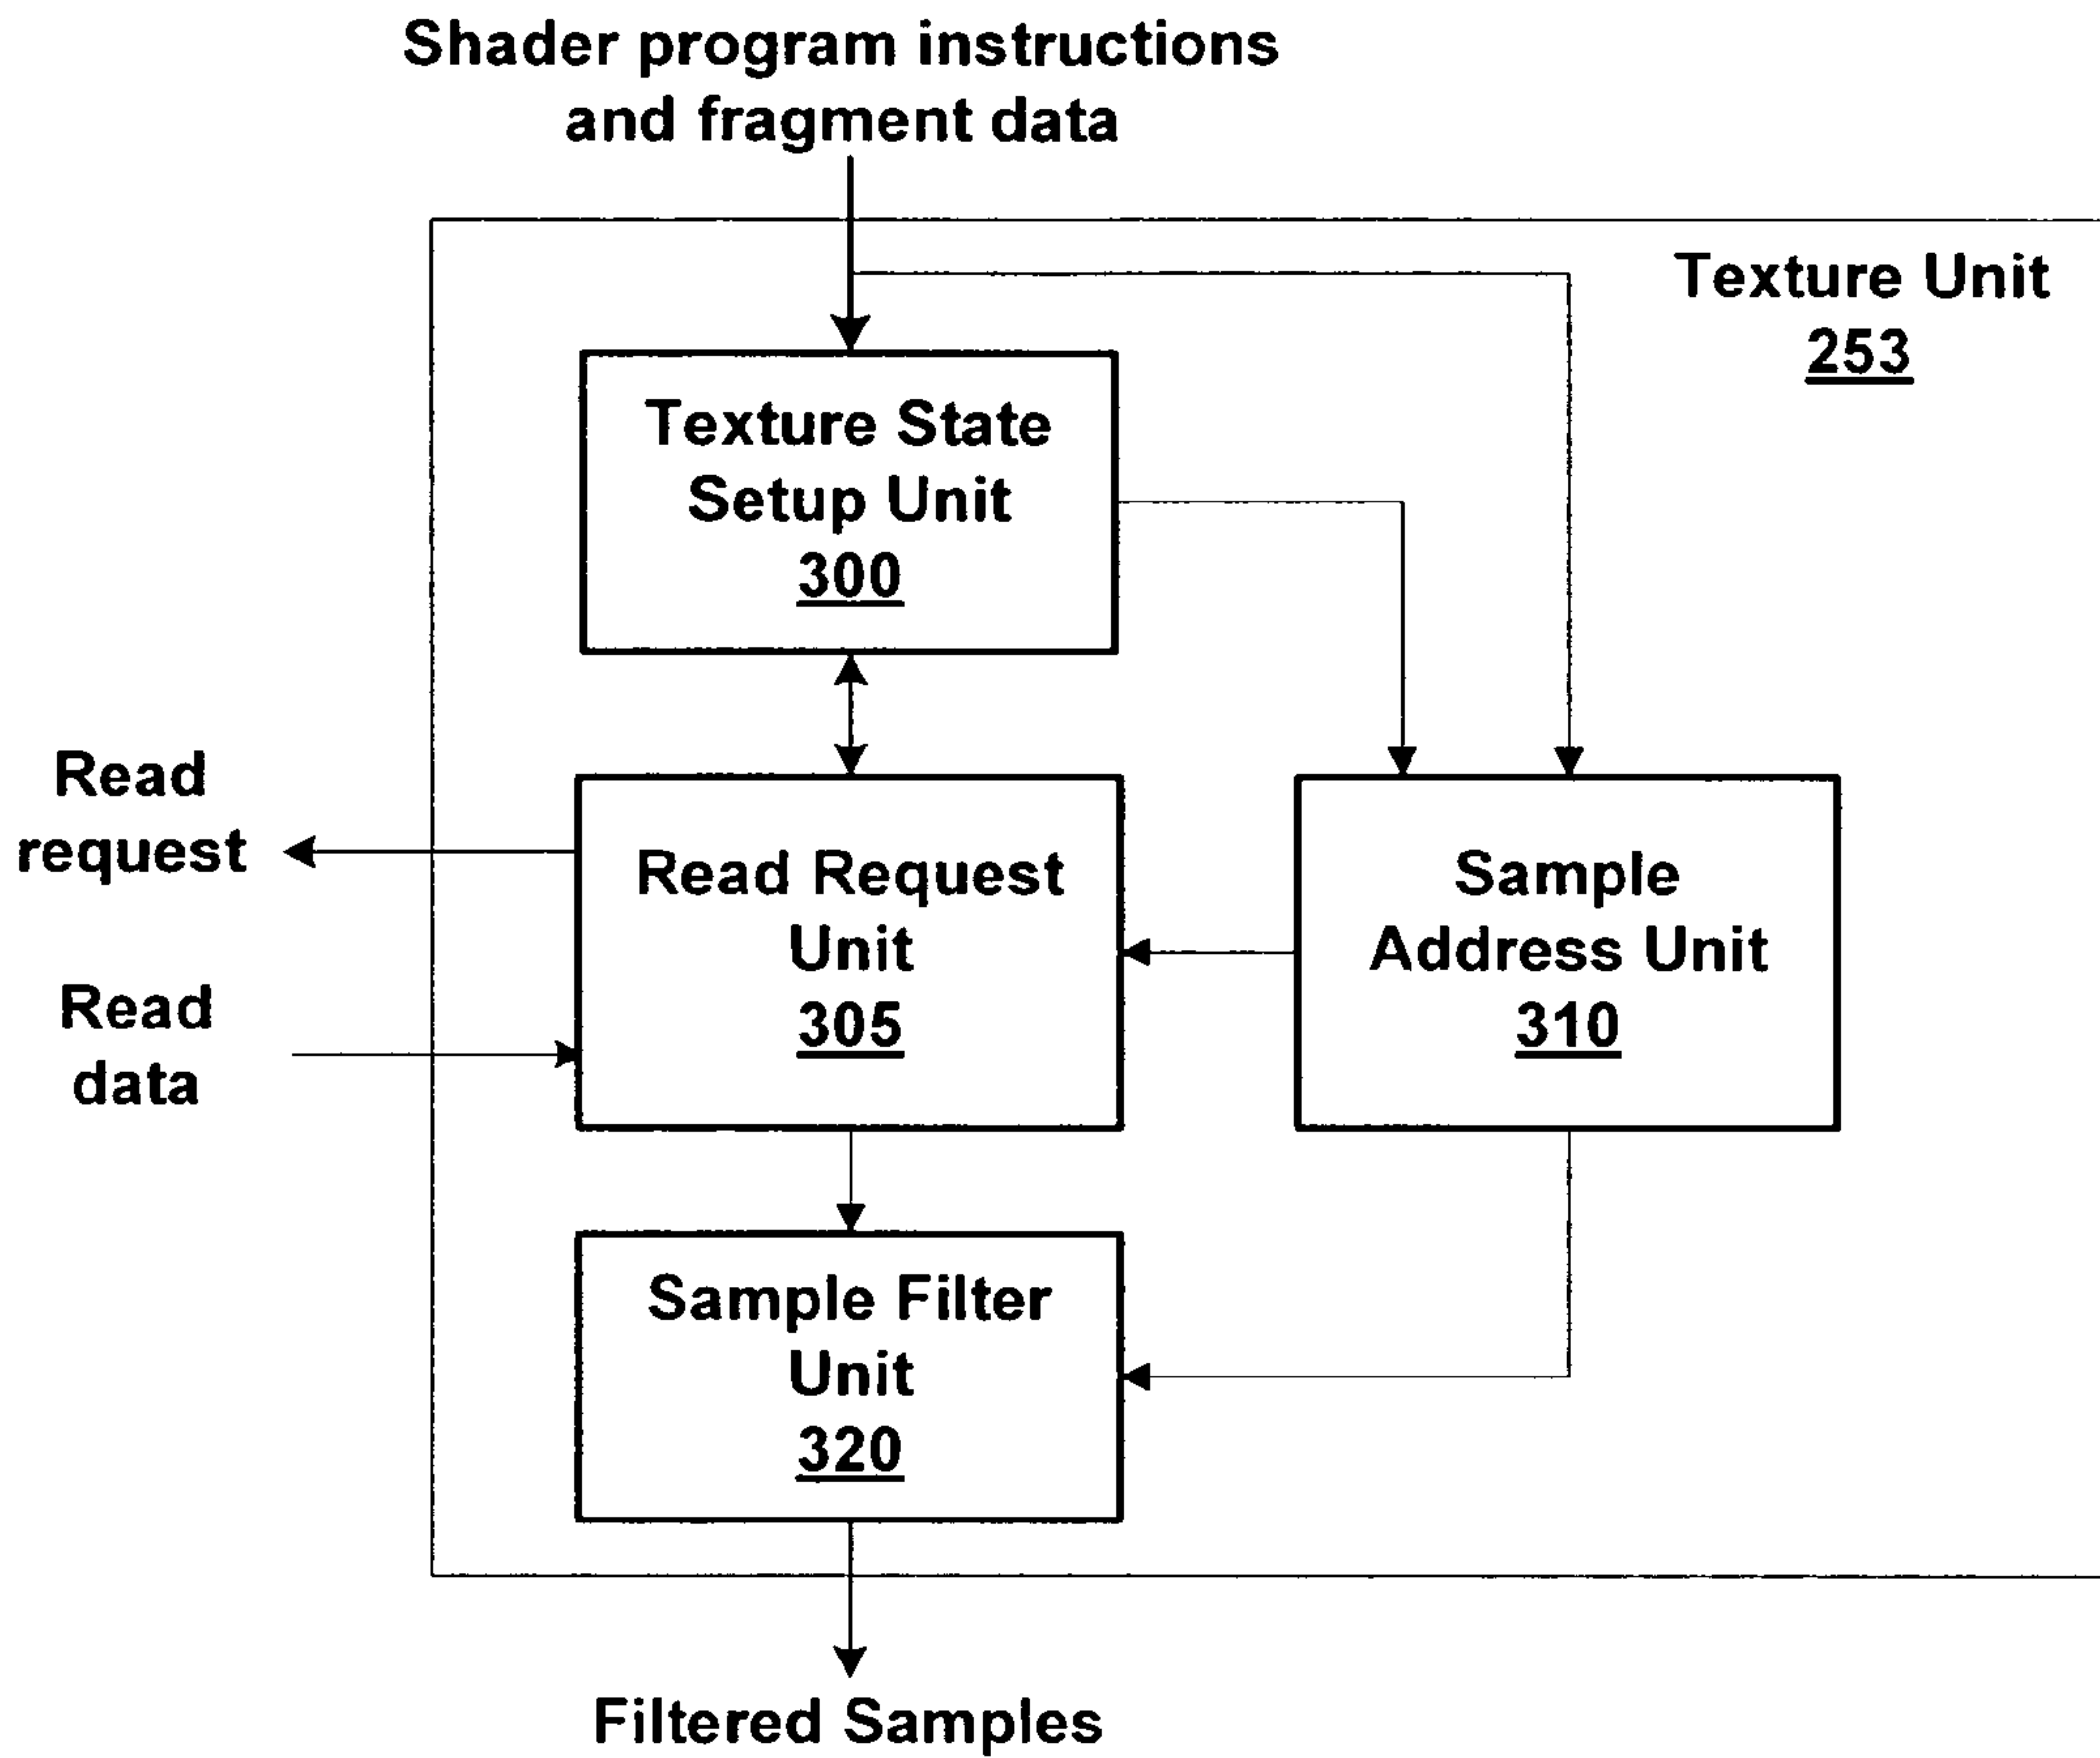 Shader program instructions
and fragment data
Texture Unit
253
Texture State
Setup Unit
300
Read
request
Read Request
Unit
305
Sample
Address Unit
310
Read
data
Sample Filter
Unit
320
Filtered Samples